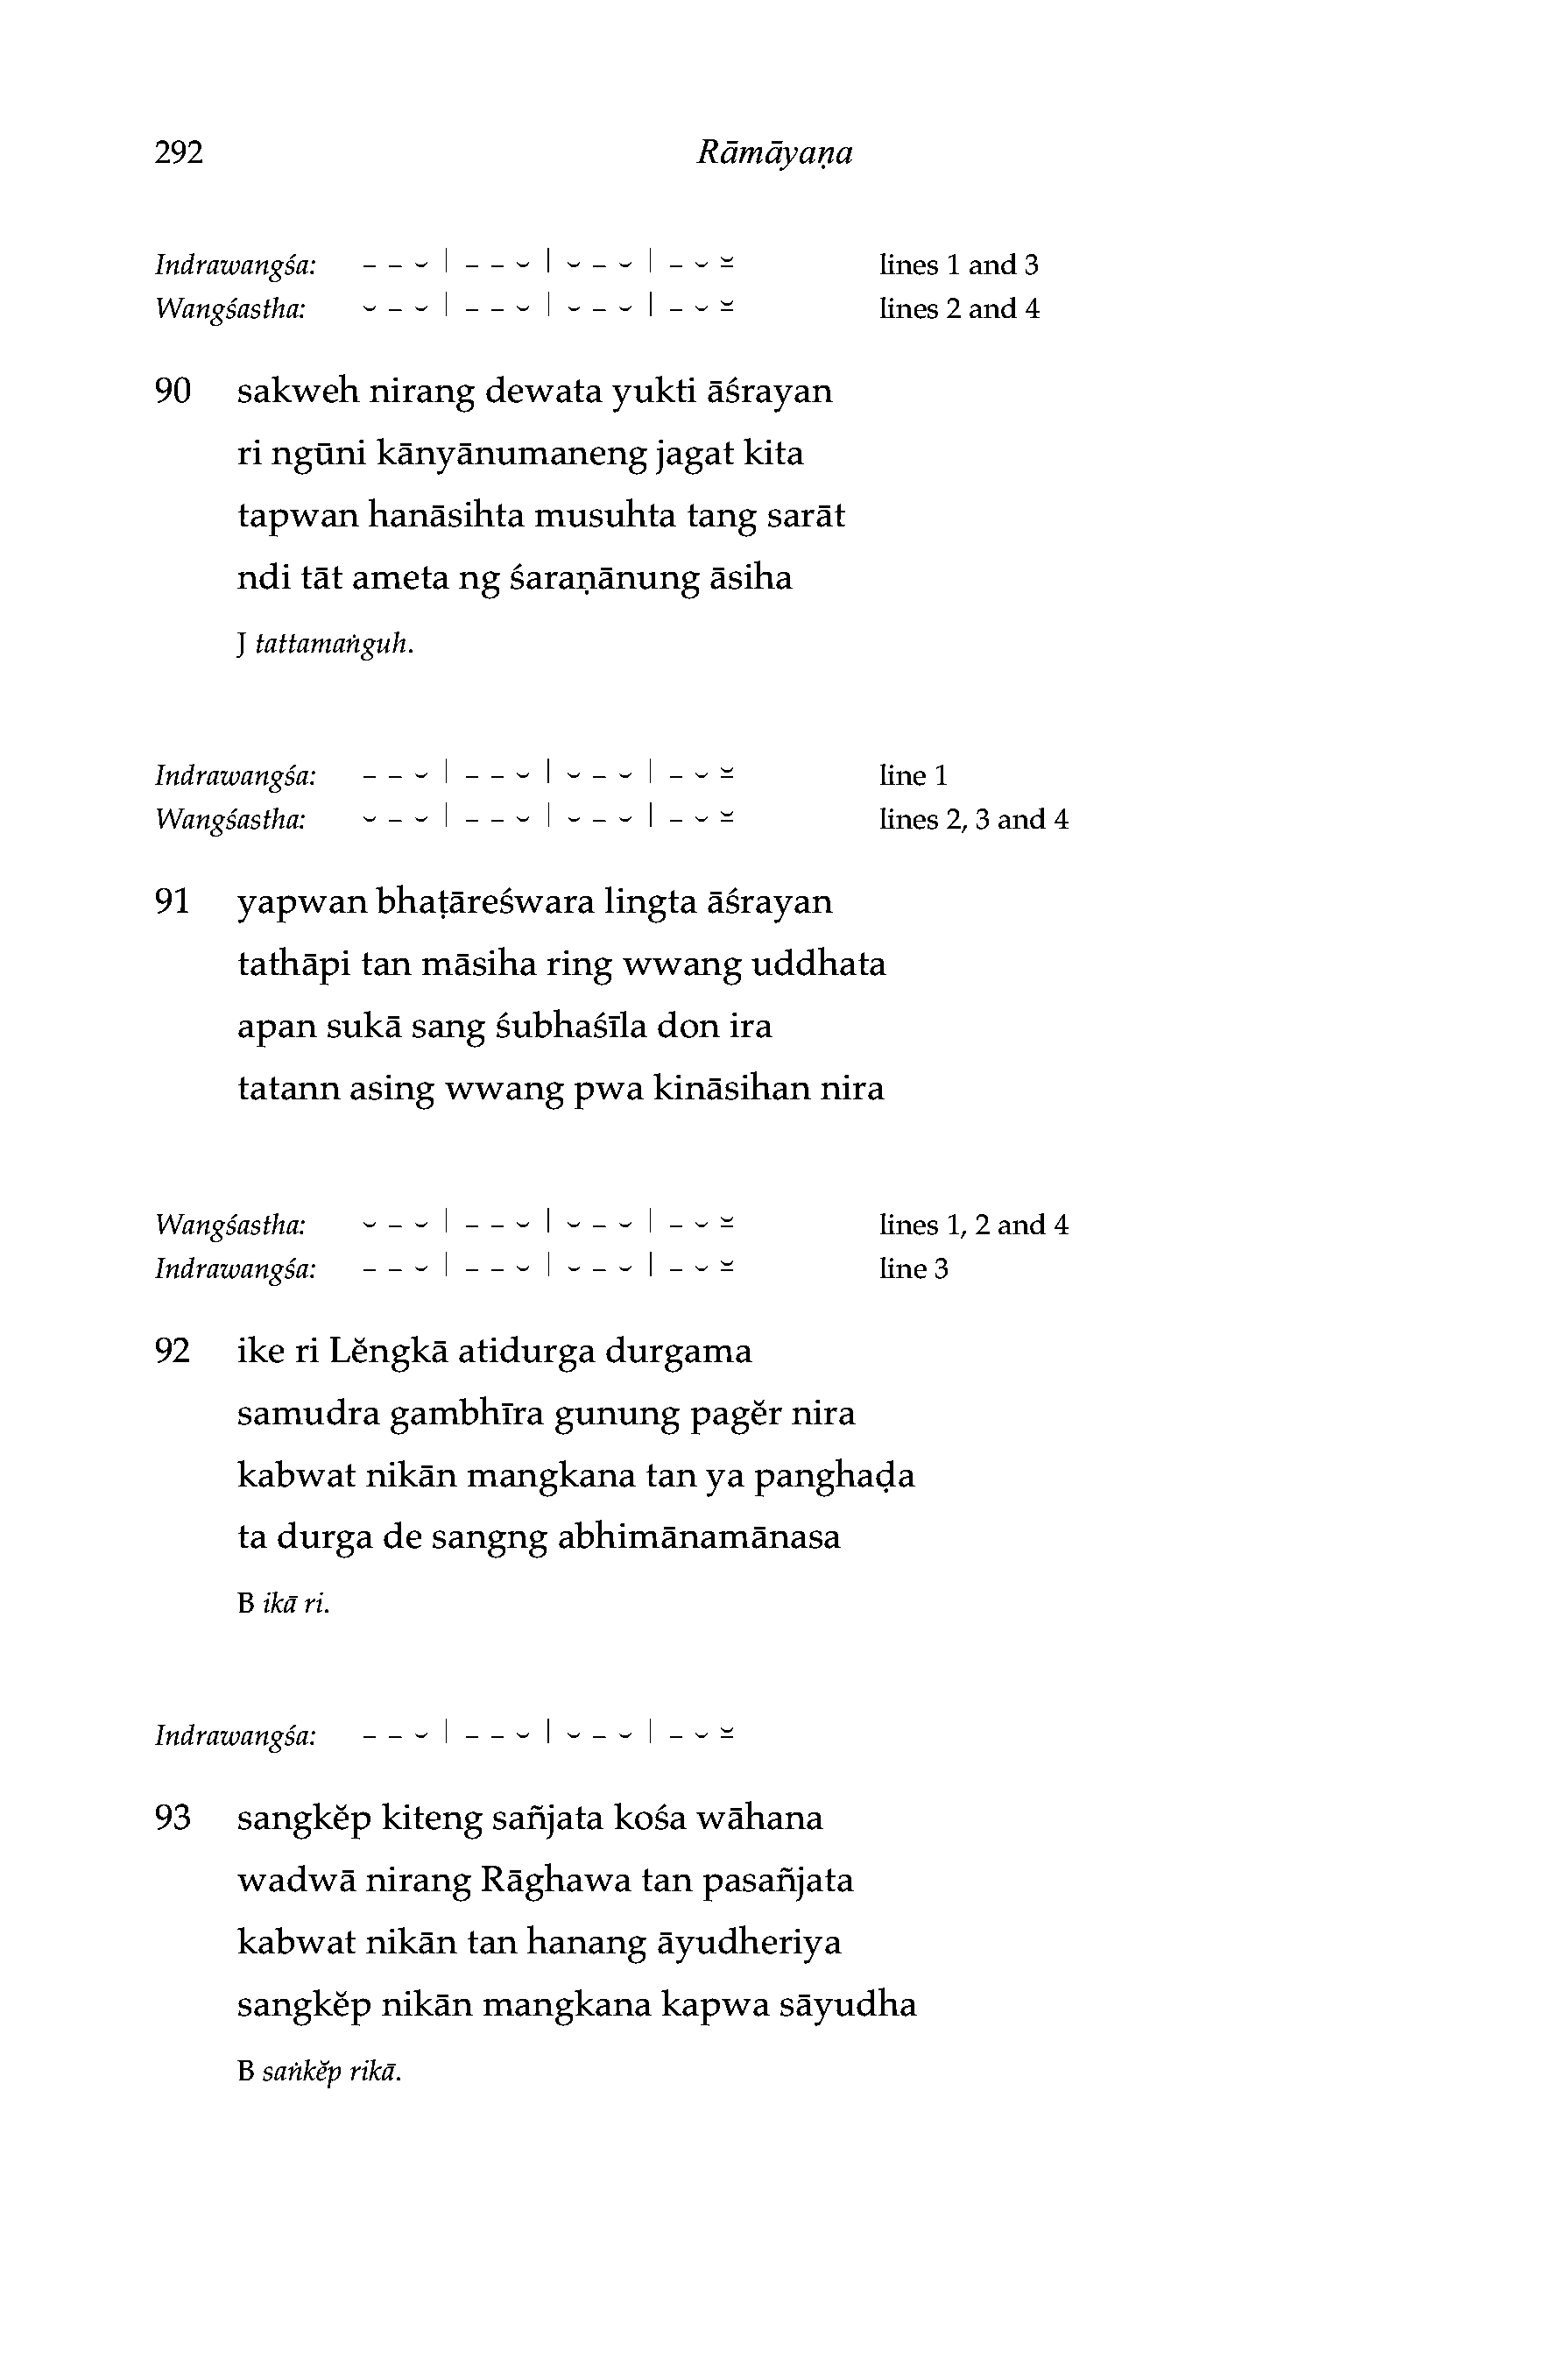 292 Rāmāyaṇa
Indrawangśa: – – ⏑ | – – ⏑ | ⏑ – ⏑ | – ⏑ ⏓ lines 1 and 3
Wangśastha: ⏑ – ⏑ | – – ⏑ | ⏑ – ⏑ | – ⏑ ⏓ lines 2 and 4
90 sakweh nirang dewata yukti āśrayan
ri ngūni kānyānumaneng jagat kita
tapwan hanāsihta musuhta tang sarāt
ndi tāt ameta ng śaraṇānung āsiha
J tattamaṅguh.
Indrawangśa: – – ⏑ | – – ⏑ | ⏑ – ⏑ | – ⏑ ⏓ line 1
Wangśastha: ⏑ – ⏑ | – – ⏑ | ⏑ – ⏑ | – ⏑ ⏓ lines 2, 3 and 4
91 yapwan bhaṭāreśwara lingta āśrayan
tathāpi tan māsiha ring wwang uddhata
apan sukā sang śubhaśīla don ira
tatann asing wwang pwa kināsihan nira
Wangśastha: ⏑ – ⏑ | – – ⏑ | ⏑ – ⏑ | – ⏑ ⏓ lines 1, 2 and 4
Indrawangśa: – – ⏑ | – – ⏑ | ⏑ – ⏑ | – ⏑ ⏓ line 3
92 ike ri Lĕngkā atidurga durgama
samudra gambhīra gunung pagĕr nira
kabwat nikān mangkana tan ya panghaḍa
ta durga de sangng abhimānamānasa
B ikā ri.
Indrawangśa: – – ⏑ | – – ⏑ | ⏑ – ⏑ | – ⏑ ⏓
93 sangkĕp kiteng sañjata kośa wāhana
wadwā nirang Rāghawa tan pasañjata
kabwat nikān tan hanang āyudheriya
sangkĕp nikān mangkana kapwa sāyudha
B saṅkĕp rikā.